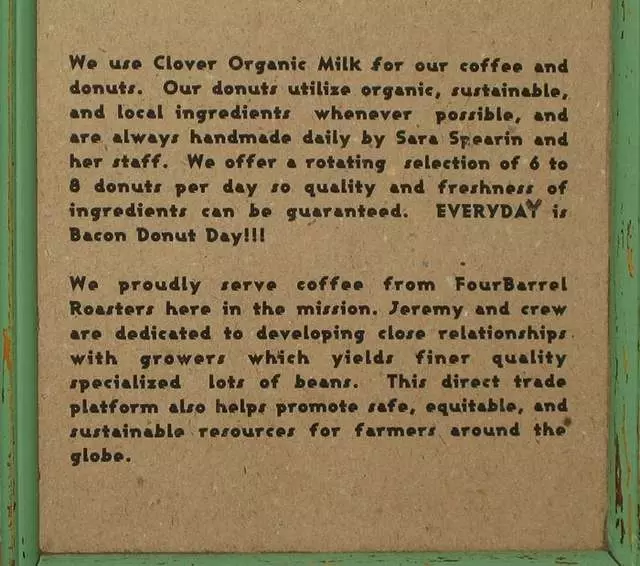 We use Clover Organic Milk for our coffee and
donuts. Our donuts utilize organic, sustainable,
and local ingredients whenever possible, and
are always handmade daily by Sara Spearin and
her staff. We offer a rotating selection of 6 to
8 donuts per day so quality and freshness of
ingredients can be guaranteed. EVERYDAY is
Bacon Donut Day!!!
We proudly serve coffee from FourBarrel
Roasters here in the mission. Jeremy and crew
are dedicated to developing close relationships
with growers which yields finer quality
specialized lots of beans. This direct trade
platform also helps promote safe, equitable, and
sustainable resources for farmers around the
globe.